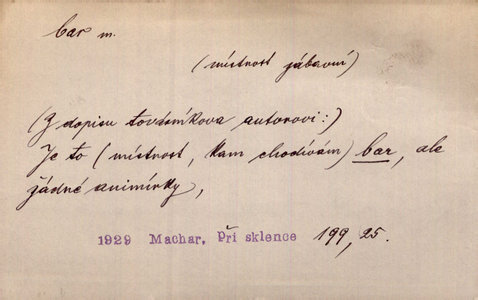 bar m.
(místnost zábavní)
(Z dopisu továrníkova autorovi:)
Je to (místnost, kam chodívám) bar, ale
žádné animírky,
1929 Machar, Při sklence 199, 25.